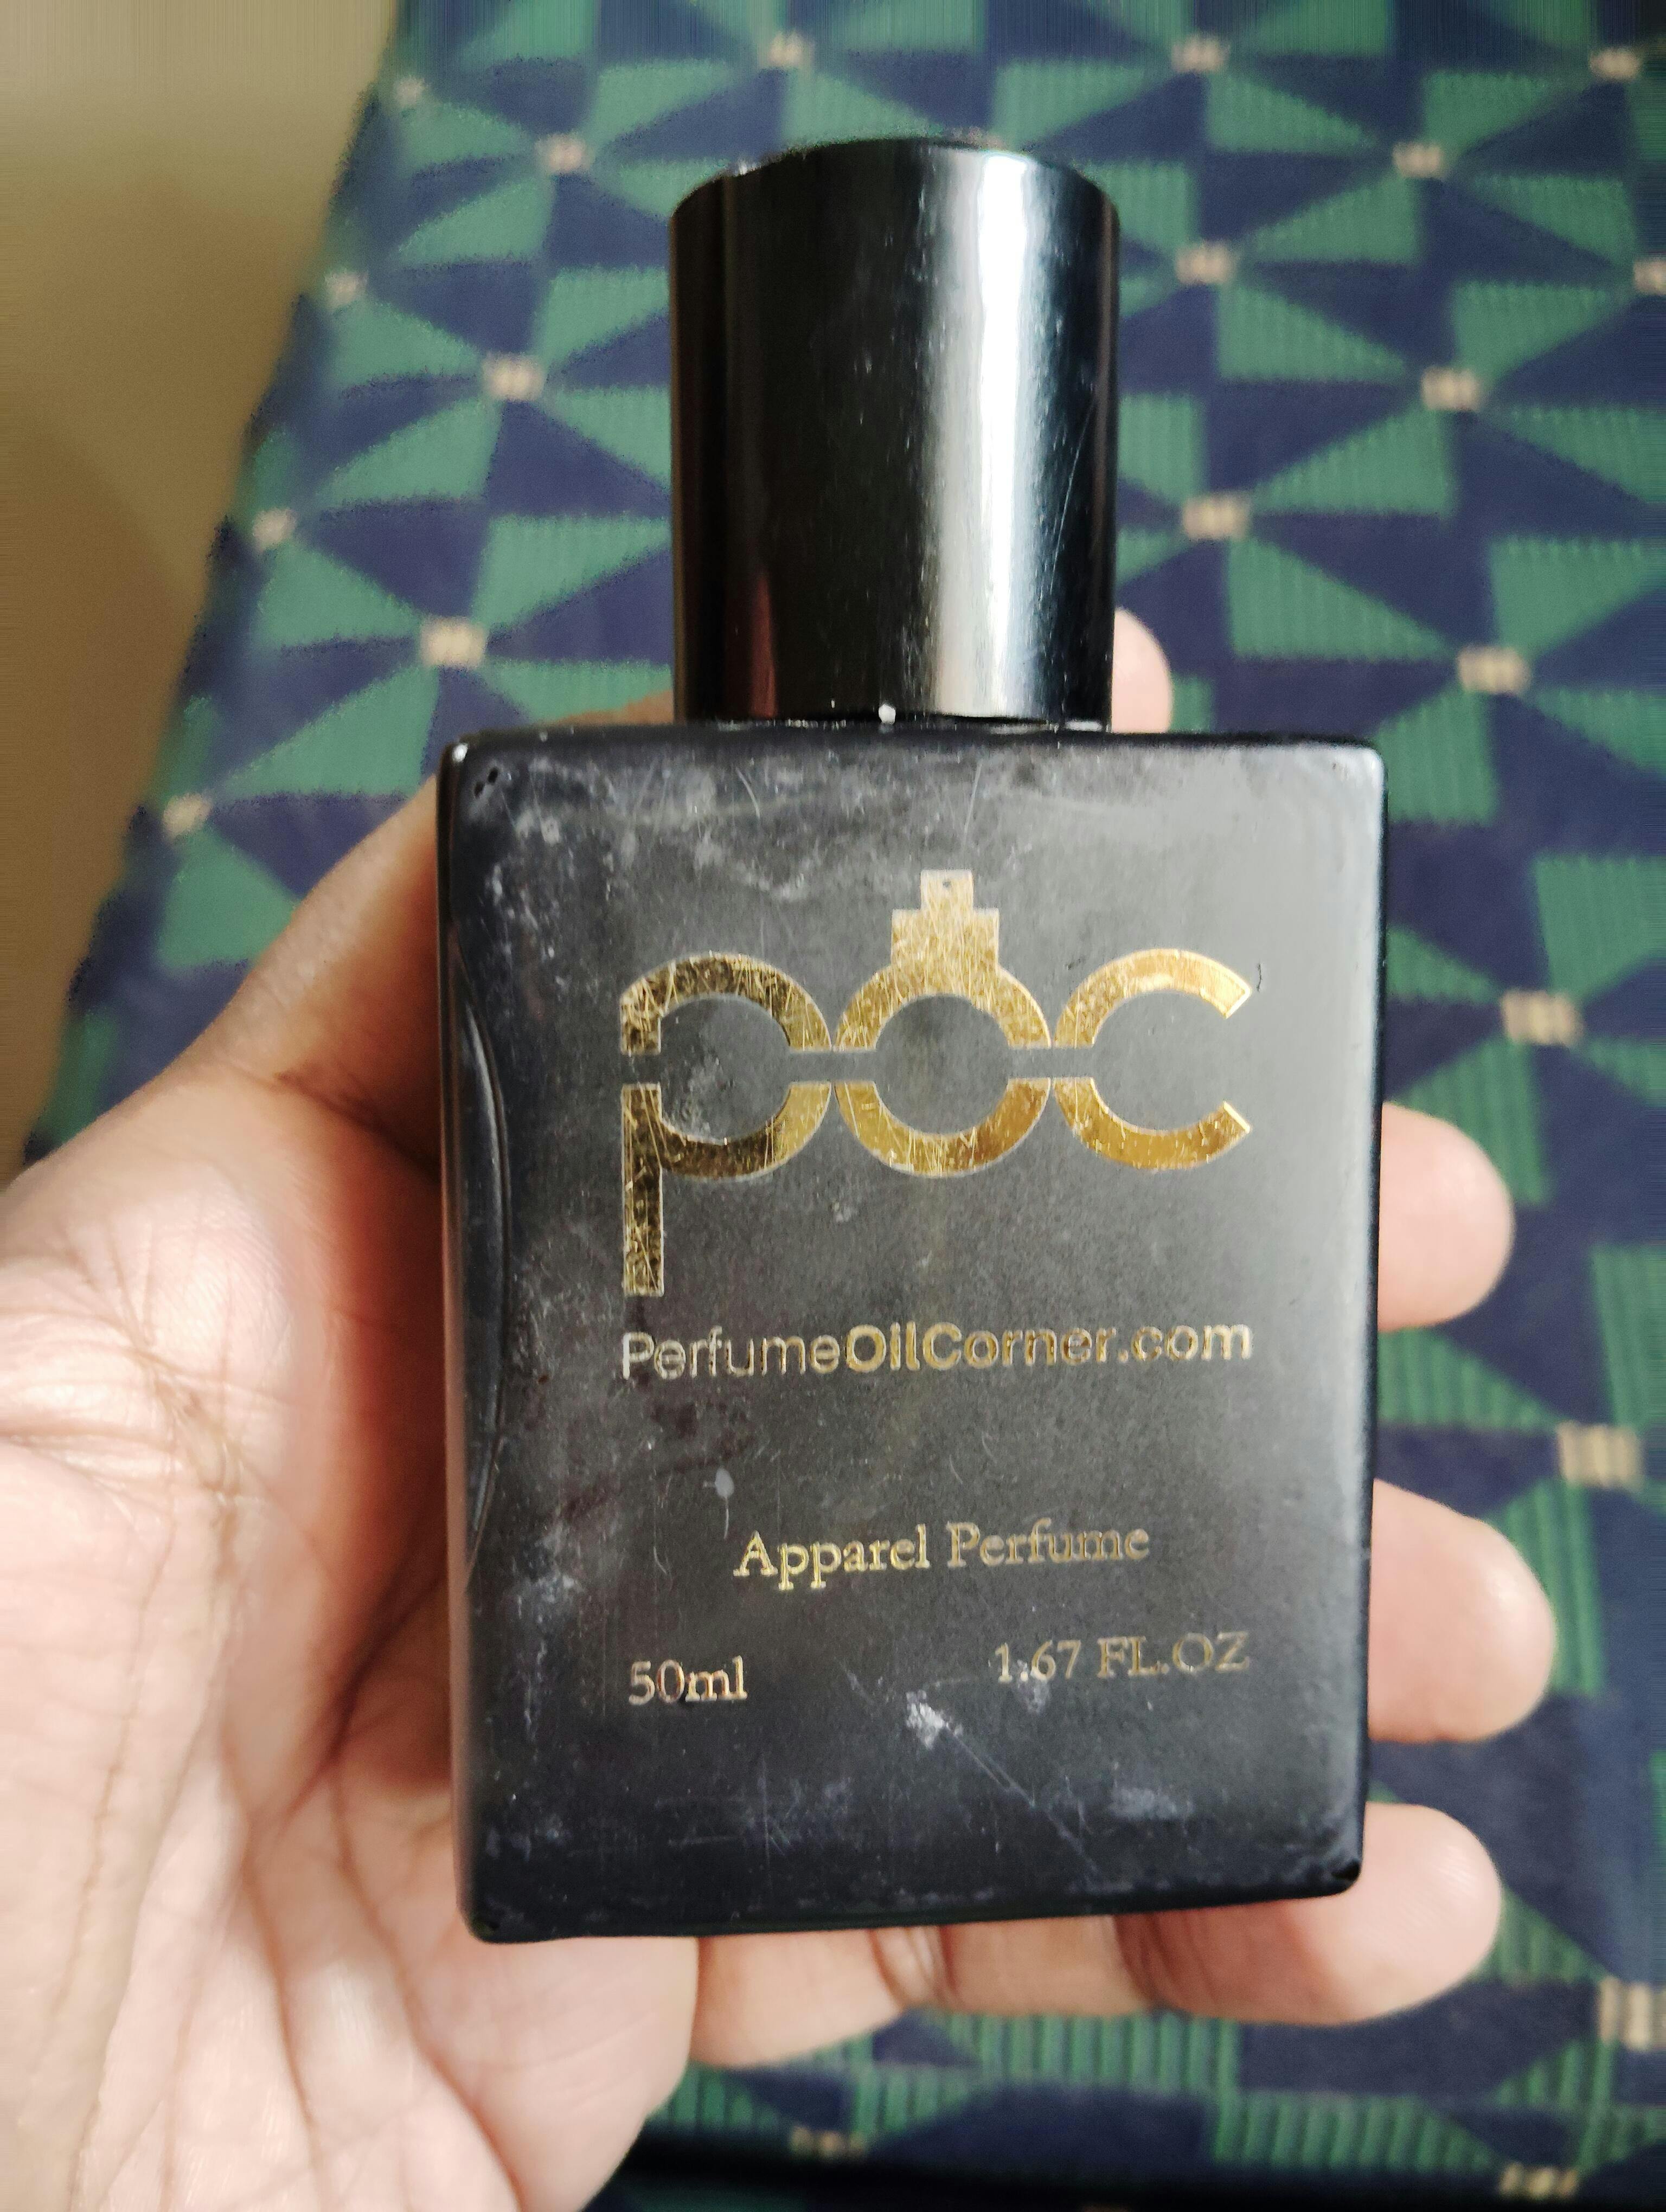 poc
PerfumeOilCorner.com
Apparel Perfume
50ml 1.67 FL.OZ